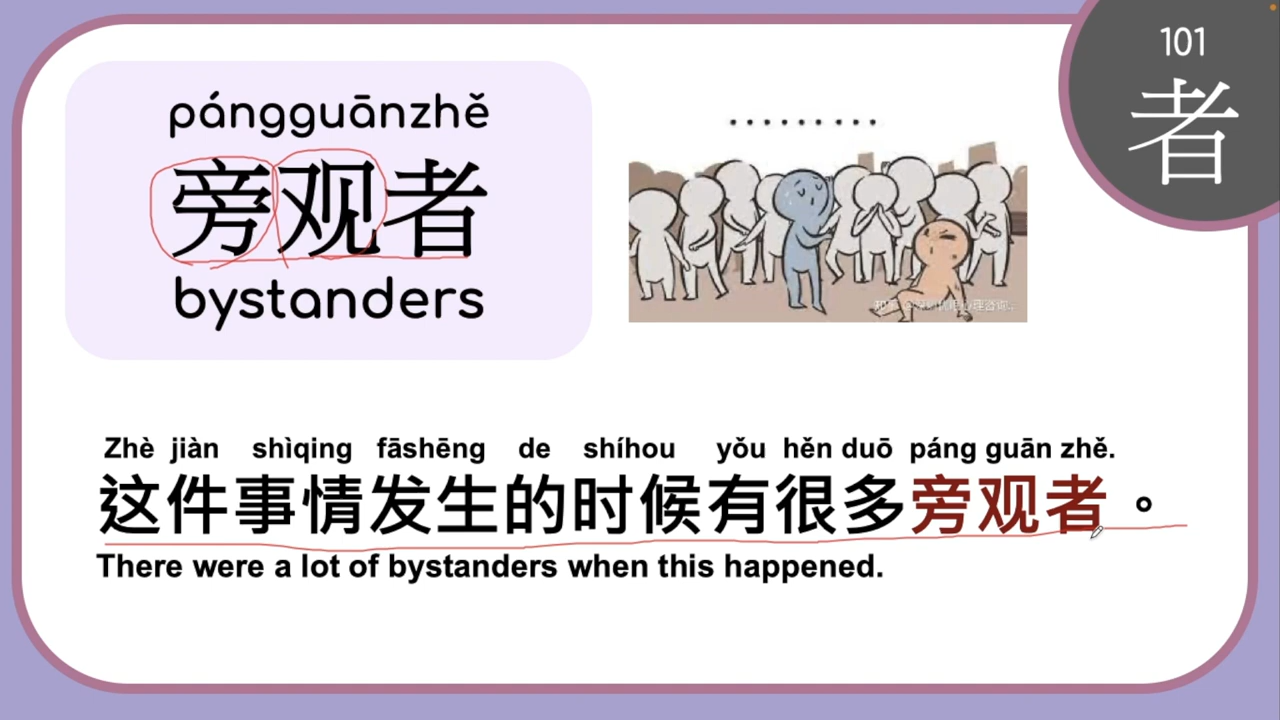 pángguānzhě
旁观者
bystanders
101
者
Zhè jiàn shìqing fāshēng de shíhou yǒu hěn duō páng guān zhě.
这件事情发生的时候有很多旁观者。
There were a lot of bystanders when this happened.